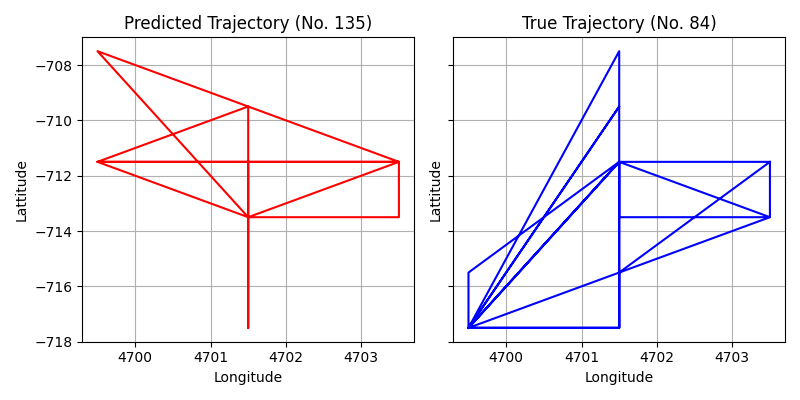 Predicted Trajectory (No. 135)
True Trajectory (No. 84)
−708
−710
−712
−714
−716
−718
Lattitude
Lattitude
4700
4701
4702
4703
4700
4701
4702
4703
Longitude
Longitude